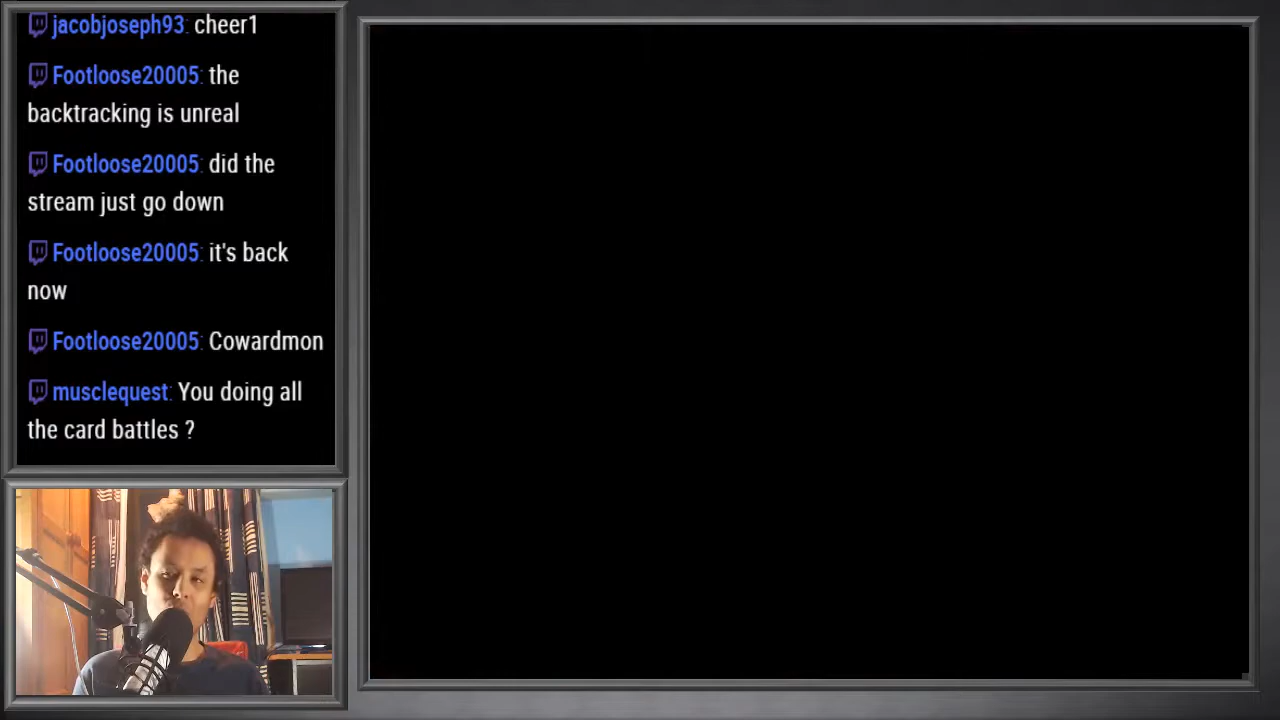 jacobjoseph93: cheer1
Footloose20005: the
backtracking is unreal
Footloose20005: did the
stream just go down
Footloose20005: it's back
now
Footloose20005: Cowardmon
musclequest: You doing all
the card battles ?